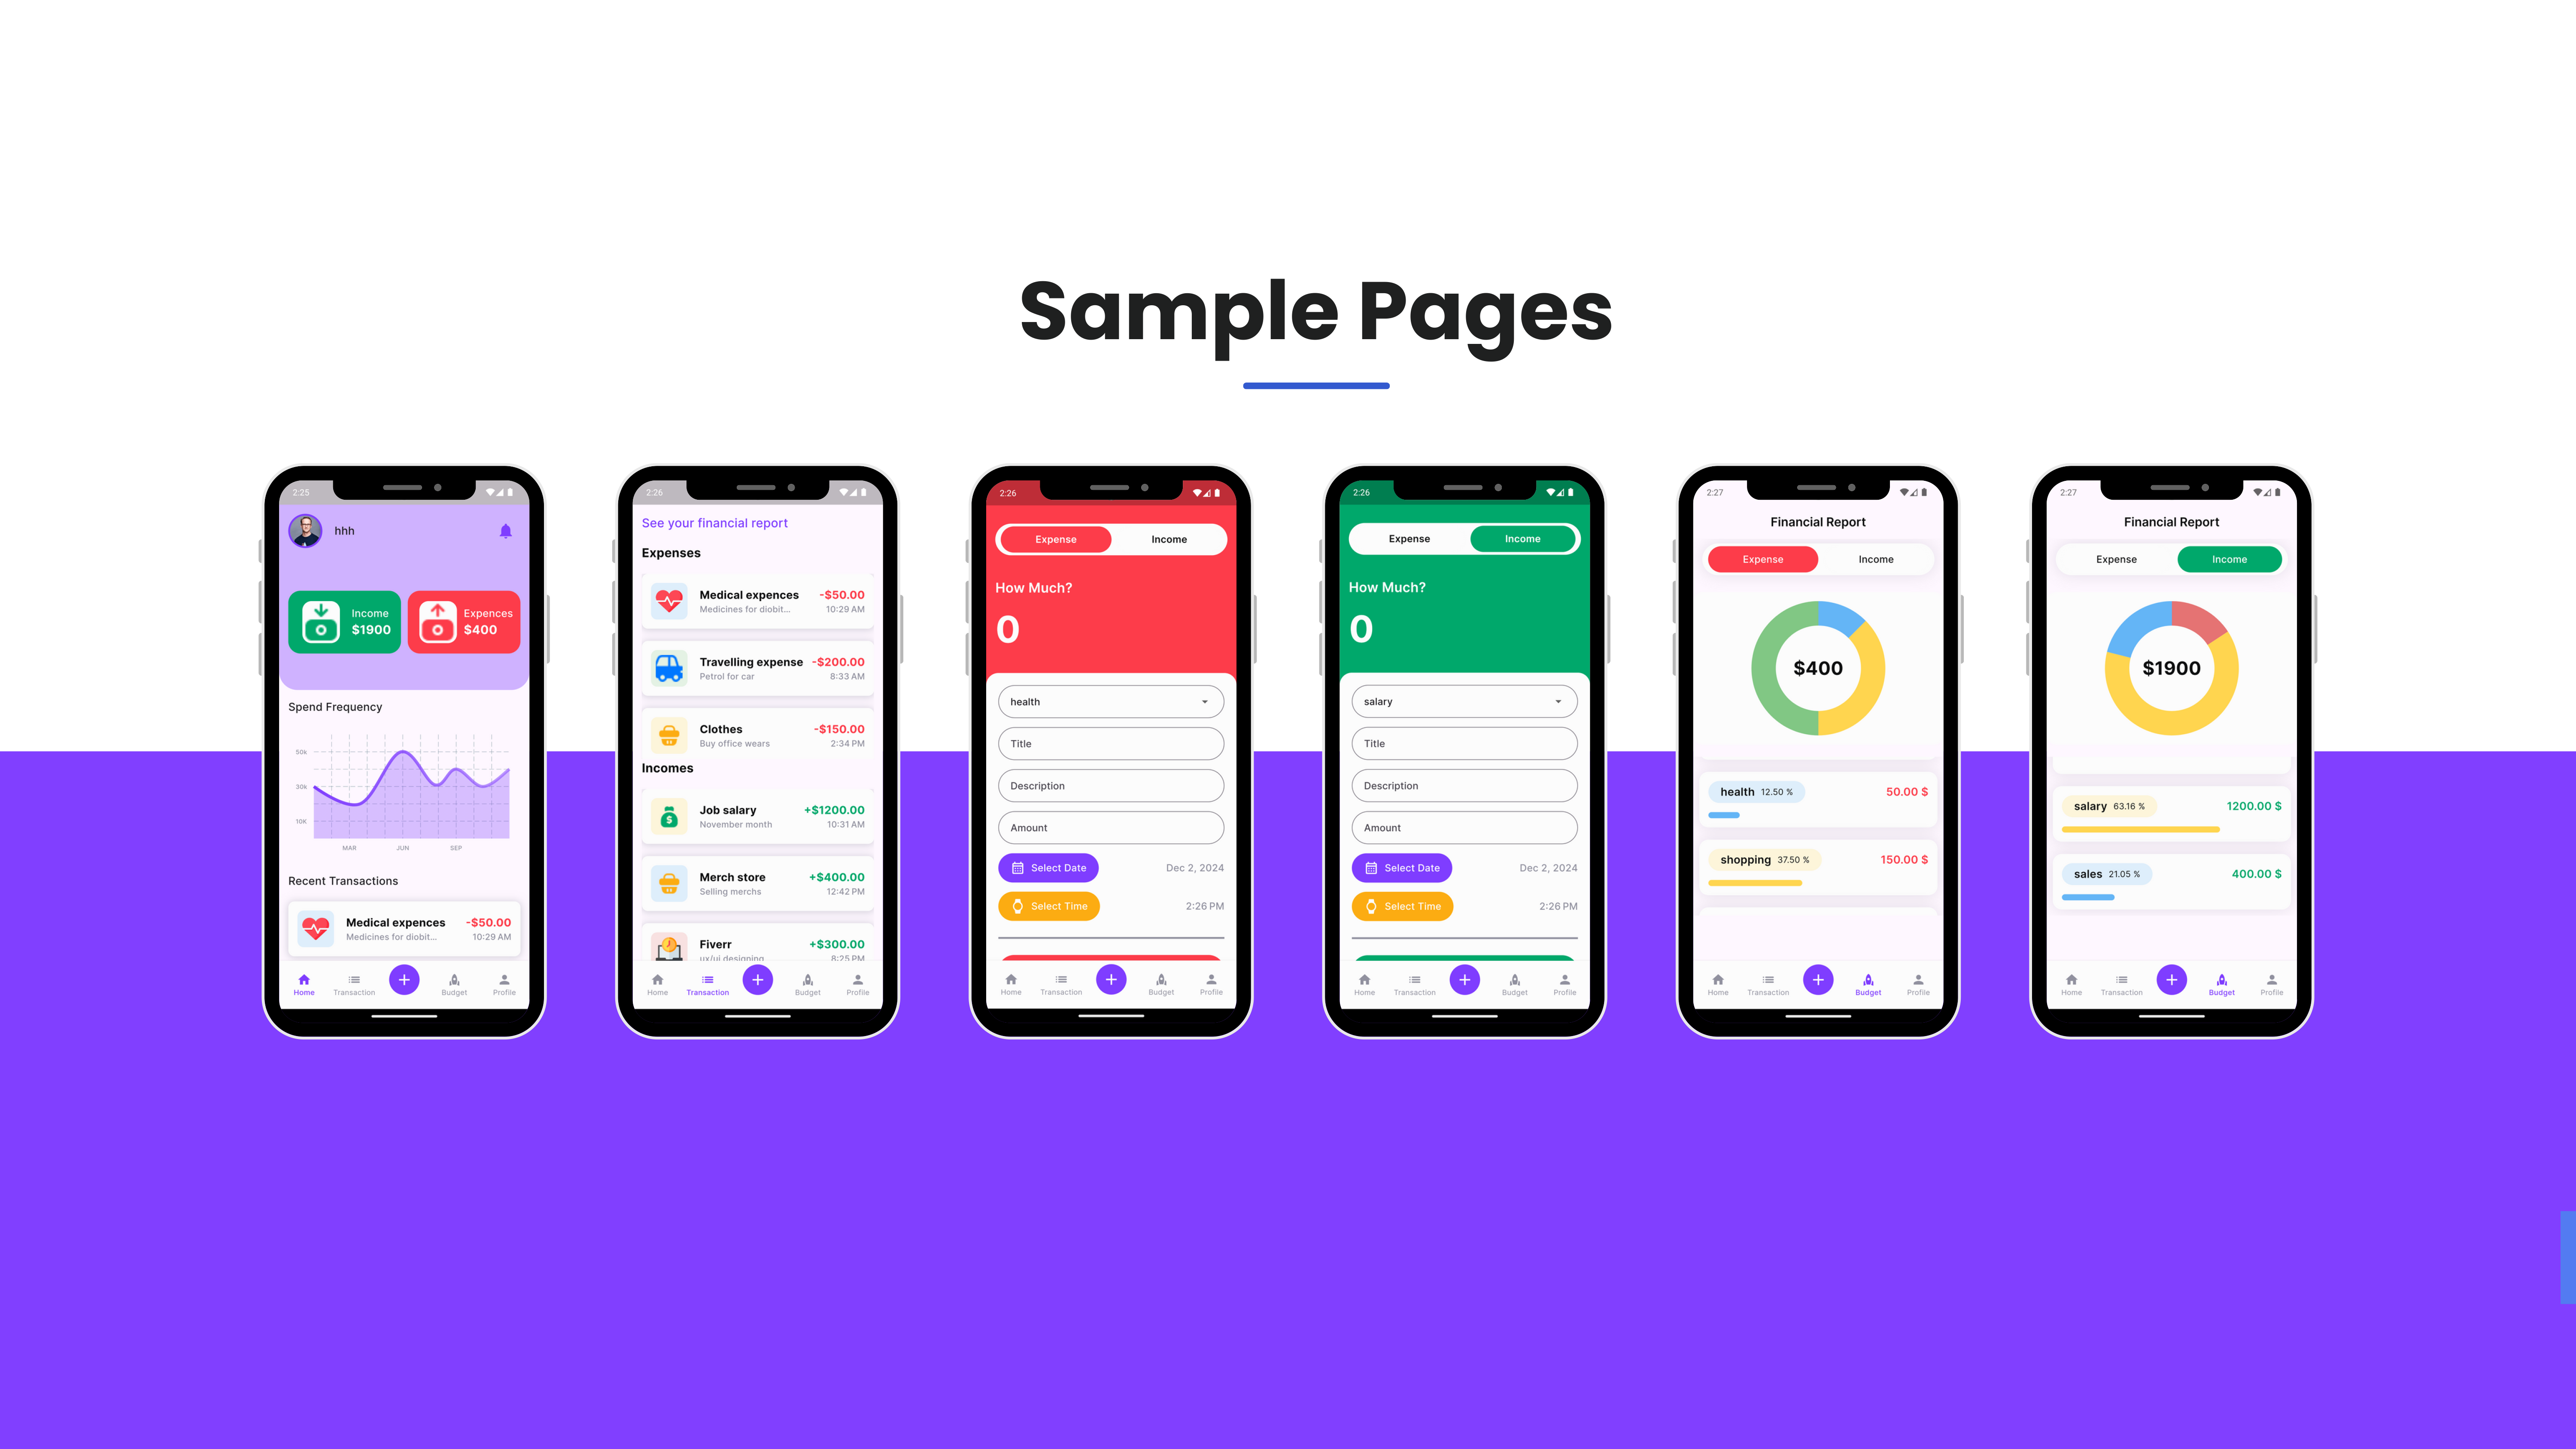 Sample Pages
2:25
hhh
Income
$1900
Expences
$400
Spend Frequency
50k
30k
10K
MAR JUN SEP
Recent Transactions
Medical expences -$50.00
Medicines for diobit... 10:29 AM
Home Transaction Budget Profile
2:26
See your financial report
Expenses
Medical expences -$50.00
Medicines for diobit... 10:29 AM
Travelling expense -$200.00
Petrol for car 8:33 AM
Clothes -$150.00
Buy office wears 2:34 PM
Incomes
Job salary +$1200.00
November month 10:31 AM
Merch store +$400.00
Selling merchs 12:42 PM
Fiverr +$300.00
ux/ui designing 8:25 PM
Home Transaction Budget Profile
2:26
Expense Income
How Much?
0
health
Title
Description
Amount
Select Date Dec 2, 2024
Select Time 2:26 PM
Home Transaction Budget Profile
2:26
Expense Income
How Much?
0
salary
Title
Description
Amount
Select Date Dec 2, 2024
Select Time 2:26 PM
Home Transaction Budget Profile
2:27
Financial Report
Expense Income
$400
health 12.50 % 50.00 $
shopping 37.50 % 150.00 $
Home Transaction Budget Profile
2:27
Financial Report
Expense Income
$1900
salary 63.16 % 1200.00 $
sales 21.05 % 400.00 $
Home Transaction Budget Profile